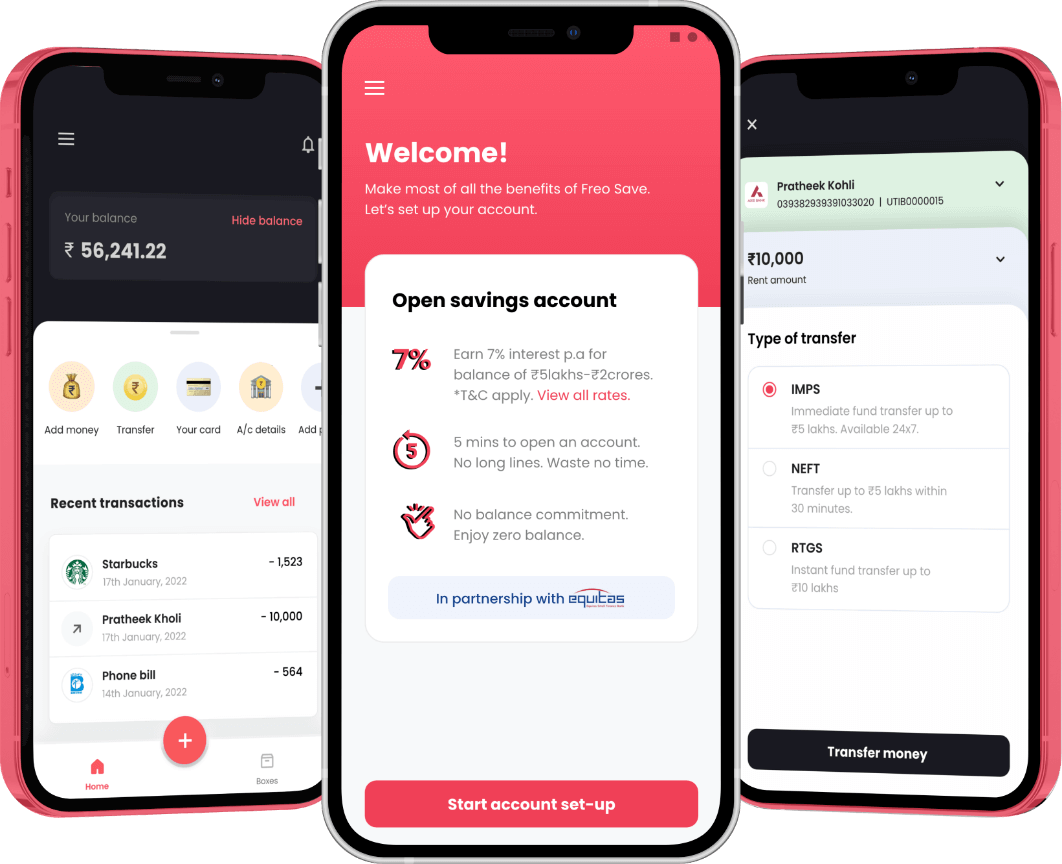 Your balance
Hide balance
₹ 56,241.22
Add money
Transfer
Your card
A/c details
Add
Recent transactions
View all
Starbucks
- 1,523
17th January, 2022
Pratheek Kholi
- 10,000
17th January, 2022
Phone bill
- 564
14th January, 2022
+
Home
Boxes
Welcome!
Make most of all the benefits of Freo Save.
Let’s set up your account.
Open savings account
7%
Earn 7% interest p.a for
balance of ₹5lakhs-₹2crores.
*T&C apply. View all rates.
5
5 mins to open an account.
No long lines. Waste no time.
No balance commitment.
Enjoy zero balance.
In partnership with equitas
Start account set-up
Pratheek Kohli
039382939391033020 | UTIB0000015
AXIS BANK
₹10,000
Rent amount
Type of transfer
IMPS
Immediate fund transfer up to
₹5 lakhs. Available 24x7.
NEFT
Transfer up to ₹5 lakhs within
30 minutes.
RTGS
Instant fund transfer up to
₹10 lakhs
Transfer money